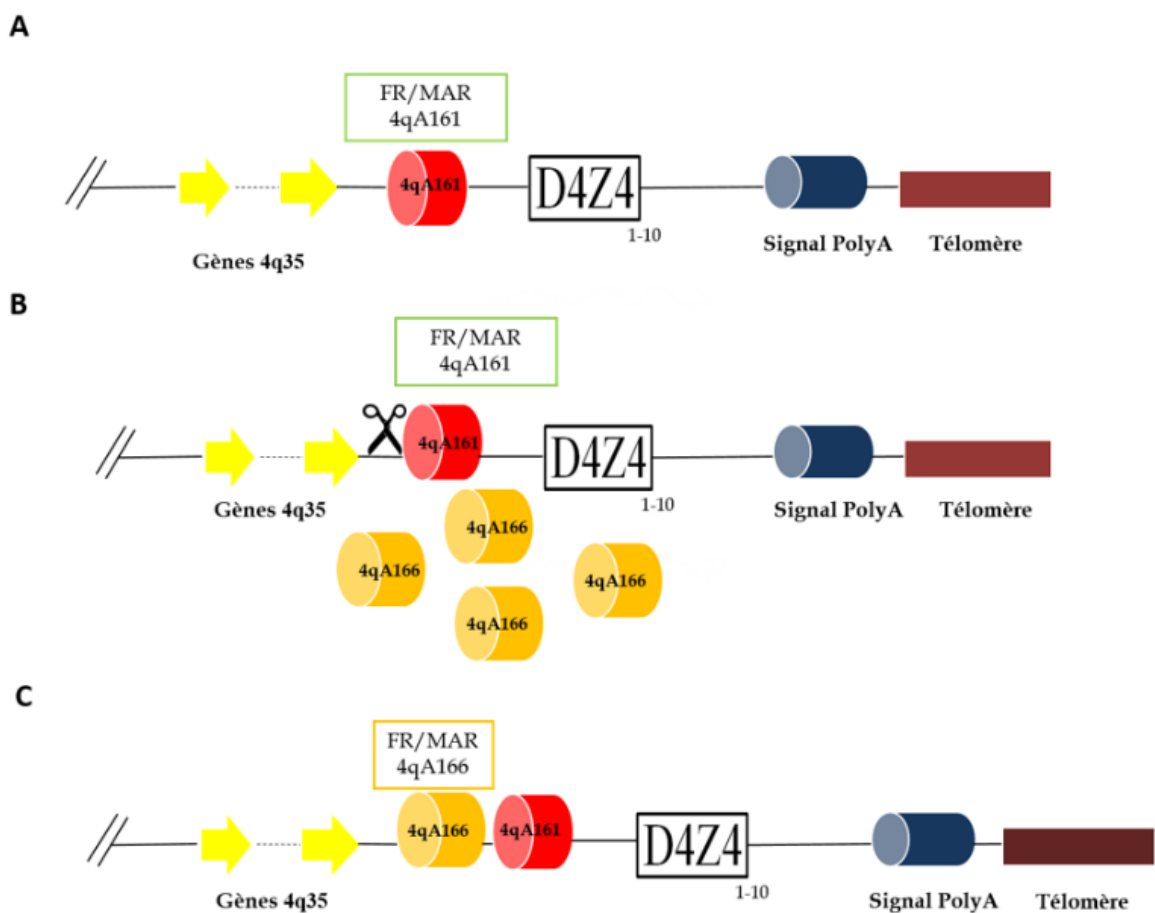 A
FR/MAR
4qA161
4qA161
D4Z4
1-10
Gènes 4q35
Signal PolyA
Télomère
B
FR/MAR
4qA161
4qA161
D4Z4
1-10
Gènes 4q35
Signal PolyA
Télomère
4qA166
4qA166
4qA166
4qA166
C
FR/MAR
4qA166
4qA166
4qA161
D4Z4
1-10
Gènes 4q35
Signal PolyA
Télomère